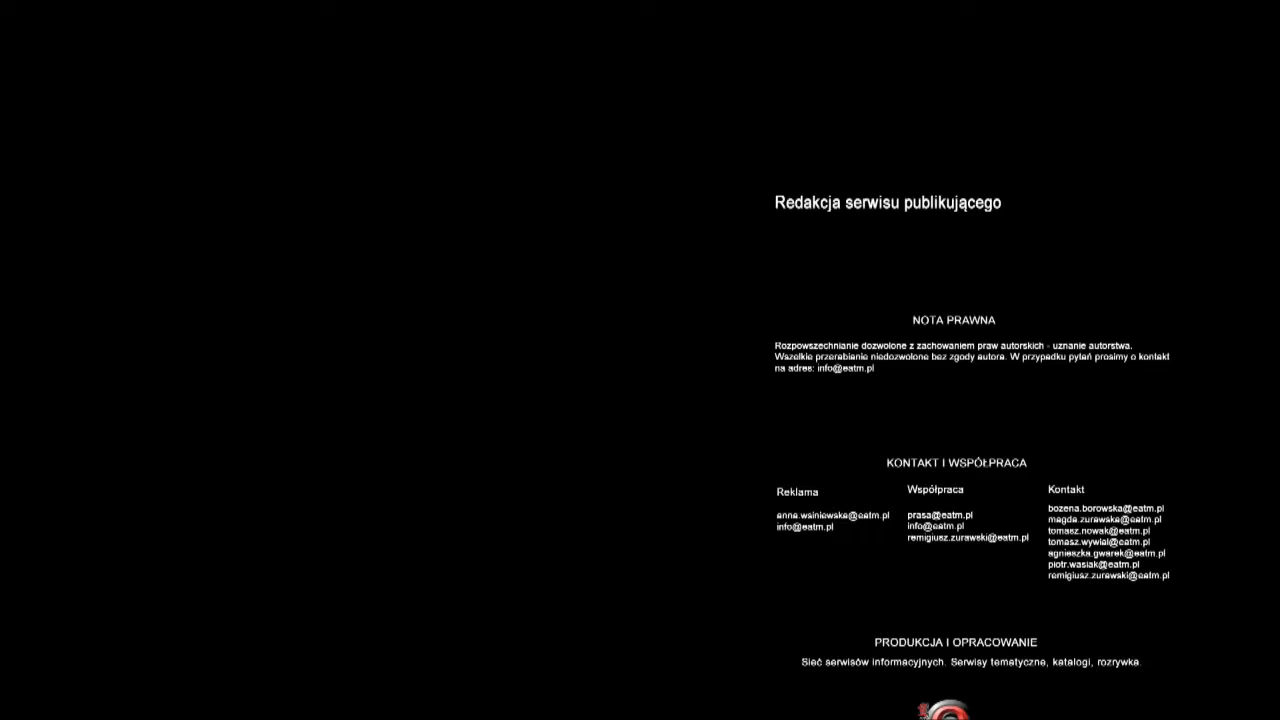 Redakcja serwisu publikującego
NOTA PRAWNA
Rozpowszechnianie dozwolone z zachowaniem praw autorskich - uznanie autorstwa.
Wszelkie przerabianie niedozwolone bez zgody autora. W przypadku pytań prosimy o kontakt
na adres: info@eatm.pl
KONTAKT I WSPÓŁPRACA
Reklama
anna.wsiniewska@eatm.pl
info@eatm.pl
Współpraca
prasa@eatm.pl
info@eatm.pl
remigiusz.zurawski@eatm.pl
Kontakt
bozena.borowska@eatm.pl
magda.zurawska@eatm.pl
tomasz.nowak@eatm.pl
tomasz.wywial@eatm.pl
agnieszka.gwarek@eatm.pl
piotr.wasiak@eatm.pl
remigiusz.zurawski@eatm.pl
PRODUKCJA I OPRACOWANIE
Sieć serwisów informacyjnych. Serwisy tematyczne, katalogi, rozrywka.